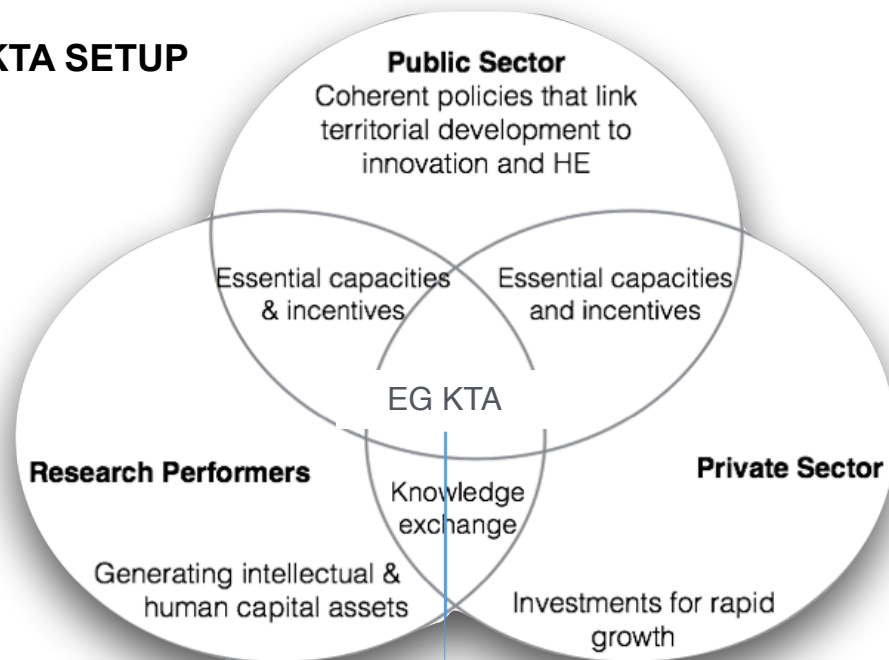 KTA SETUP
Public Sector
Coherent policies that link
territorial development to
innovation and HE
Essential capacities
& incentives
Essential capacities
and incentives
EG KTA
Research Performers
Private Sector
Knowledge
exchange
Generating intellectual &
human capital assets
Investments for rapid
growth